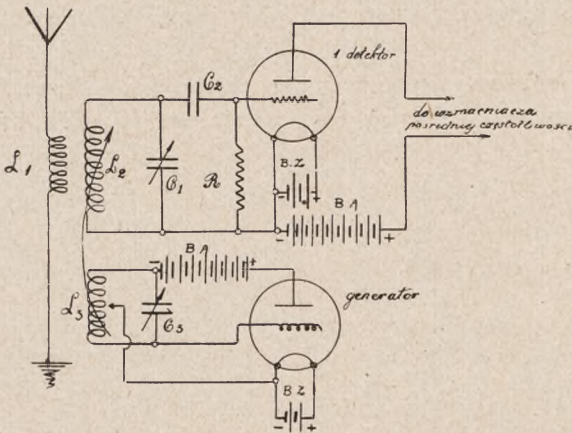 1 detektor
C2
do wzmacniacza
pośredniej częstotliwości
L1
L2
C1
R
B.Ż
- +
B A
- +
B A
- +
generator
L3
C3
B Ż
- +